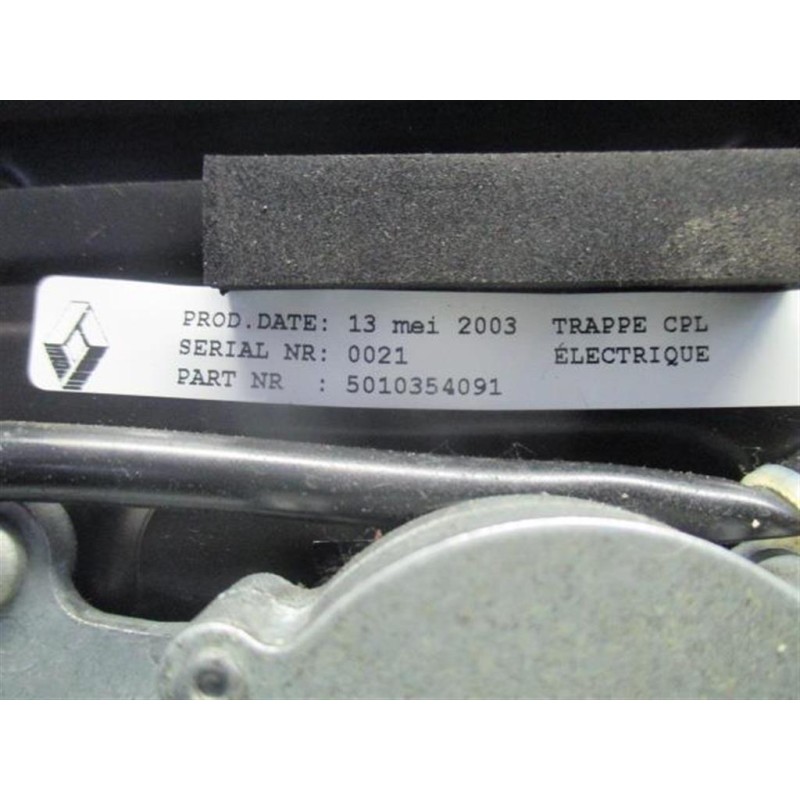 PROD.DATE: 13 mei 2003 TRAPPE CPL
SERIAL NR: 0021 ÉLECTRIQUE
PART NR : 5010354091